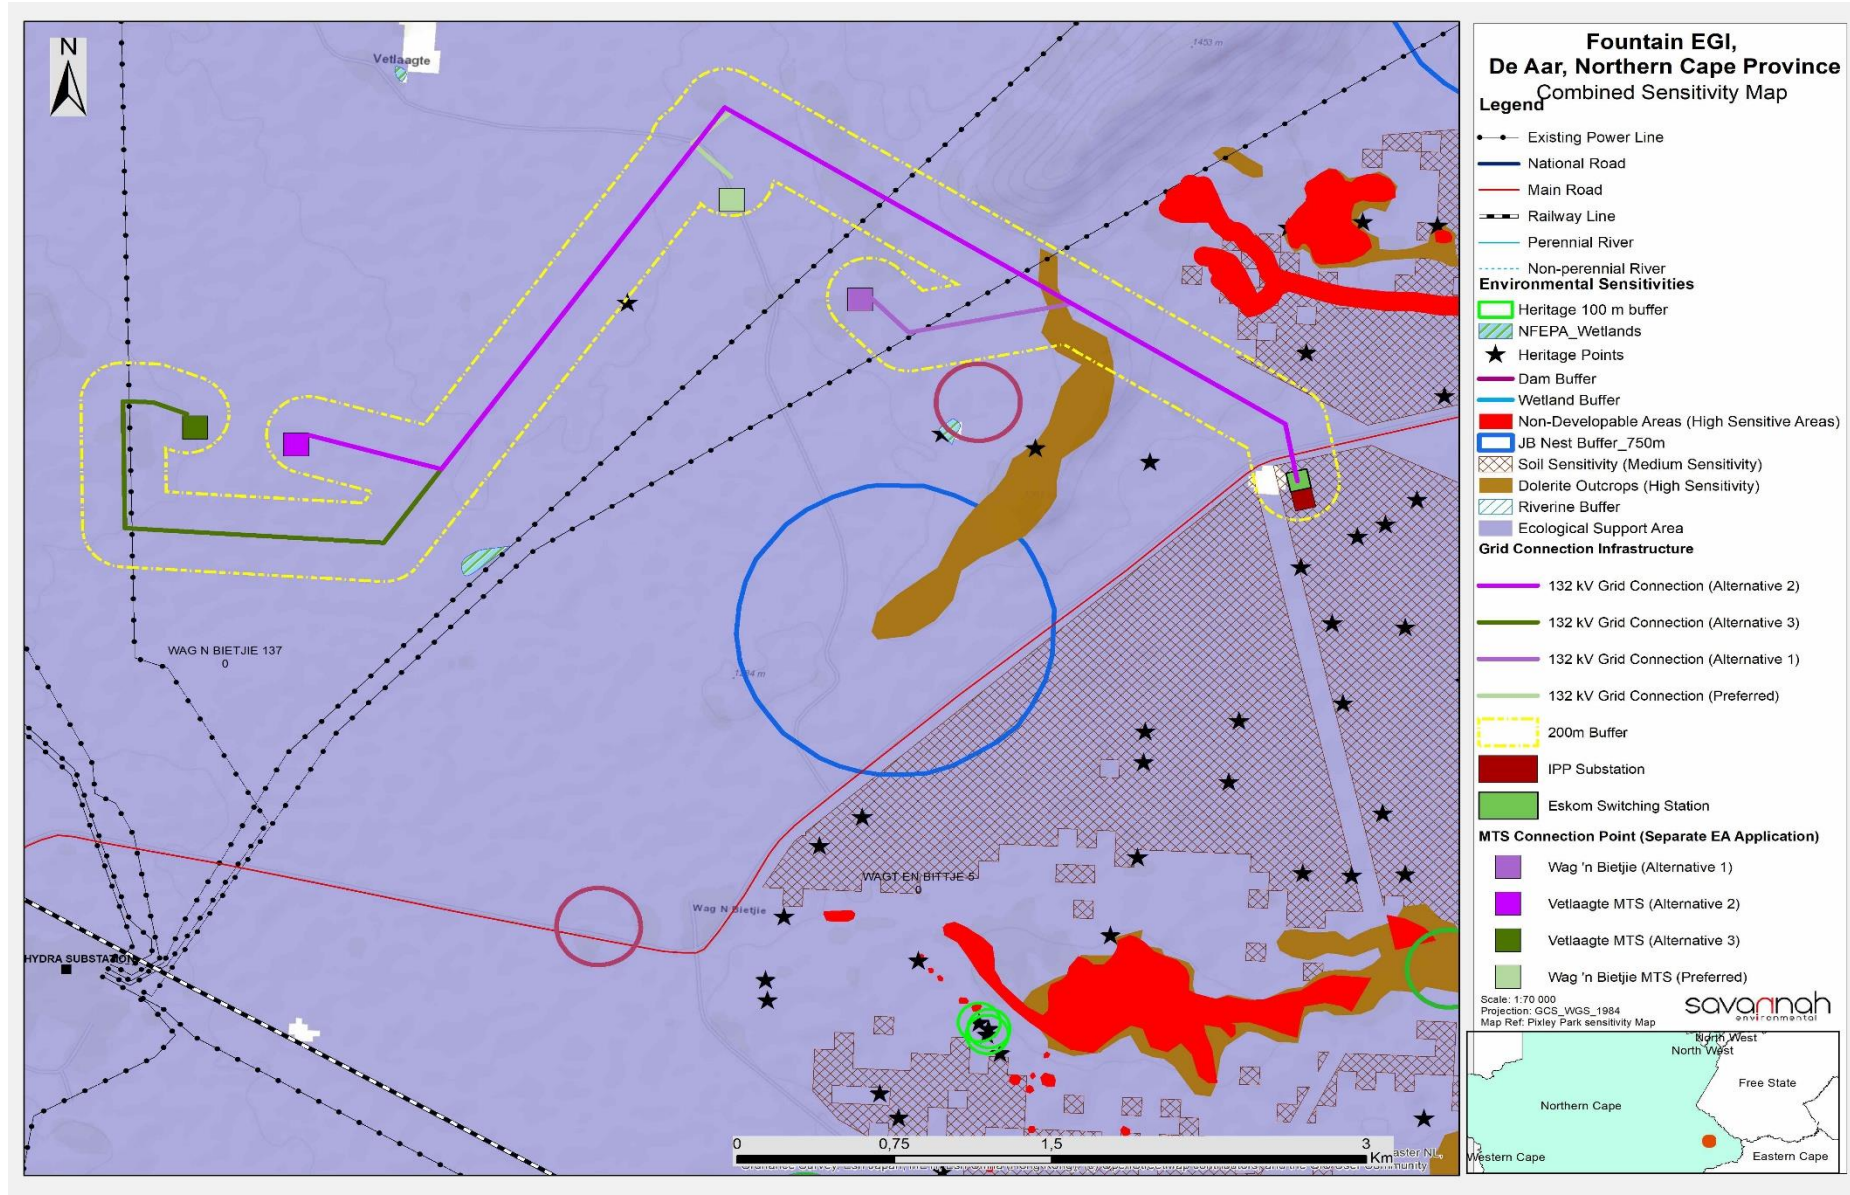 N
Vetlaagte
1453 m
WAG N BIETJIE 137
0
WAGT EN BITTJE 5
0
Wag N Bietjie
HYDRA SUBSTATION
0
0,75
1,5
3
Km
Community
Fountain EGI,
De Aar, Northern Cape Province
Combined Sensitivity Map
Legend
Existing Power Line
National Road
Main Road
Railway Line
Perennial River
Non-perennial River
Environmental Sensitivities
Heritage 100 m buffer
NFEPA_Wetlands
Heritage Points
Dam Buffer
Wetland Buffer
Non-Developable Areas (High Sensitive Areas)
JB Nest Buffer_750m
Soil Sensitivity (Medium Sensitivity)
Dolerite Outcrops (High Sensitivity)
Riverine Buffer
Ecological Support Area
Grid Connection Infrastructure
132 kV Grid Connection (Alternative 2)
132 kV Grid Connection (Alternative 3)
132 kV Grid Connection (Alternative 1)
132 kV Grid Connection (Preferred)
200m Buffer
IPP Substation
Eskom Switching Station
MTS Connection Point (Separate EA Application)
Wag 'n Bietjie (Alternative 1)
Vetlaagte MTS (Alternative 2)
Vetlaagte MTS (Alternative 3)
Wag 'n Bietjie MTS (Preferred)
Scale: 1:70 000
Projection: GCS_WGS_1984
Map Ref: Pixley Park sensitivity Map
savannah
environmental
North West
North West
Free State
Northern Cape
Western Cape
Eastern Cape